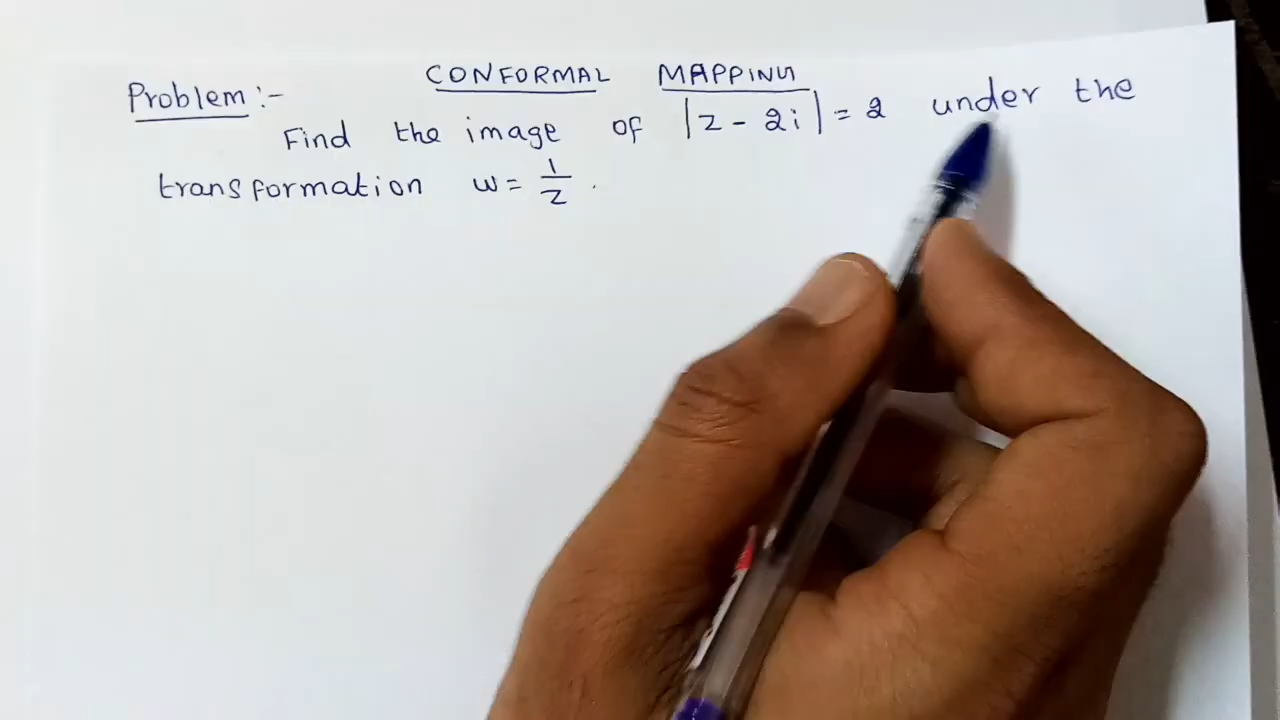 CONFORMAL MAPPING
Problem :-
Find the image of |z - 2i| = 2 under the
transformation w = 1/z .